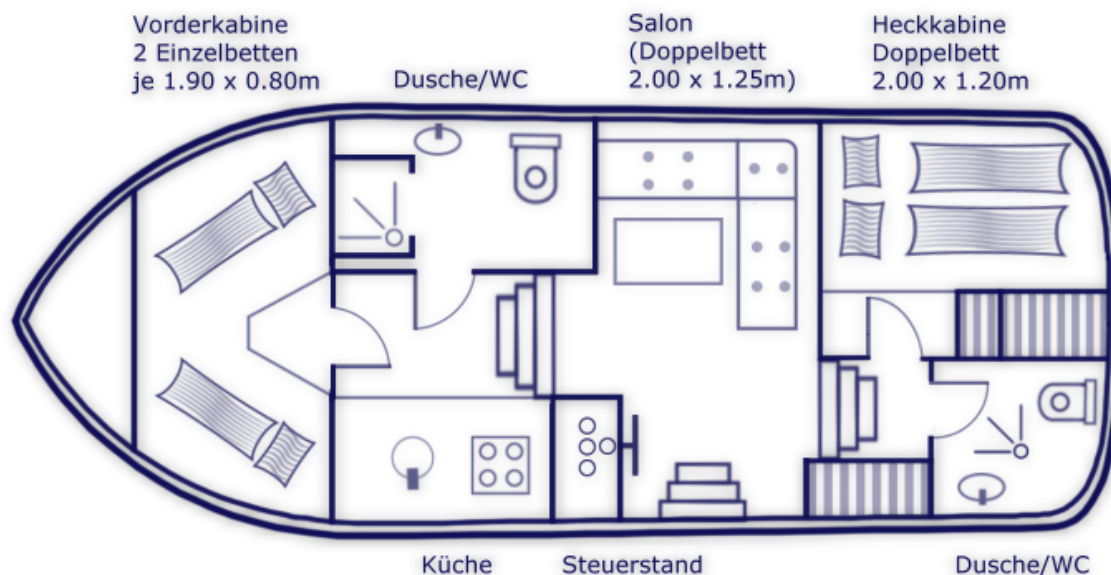 Vorderkabine
2 Einzelbetten
je 1.90 x 0.80m
Dusche/WC
Salon
(Doppelbett
2.00 x 1.25m)
Heckkabine
Doppelbett
2.00 x 1.20m
Küche
Steuerstand
Dusche/WC